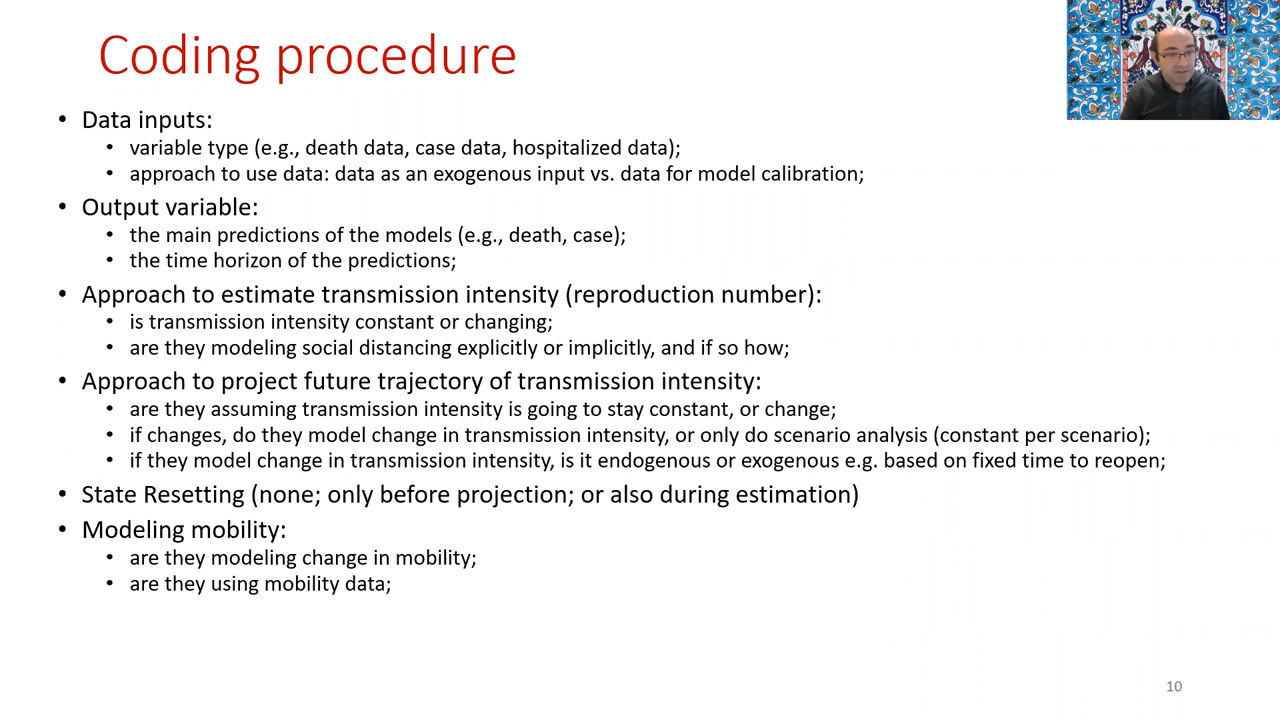 Coding procedure
• Data inputs:
• variable type (e.g., death data, case data, hospitalized data);
• approach to use data: data as an exogenous input vs. data for model calibration;
• Output variable:
• the main predictions of the models (e.g., death, case);
• the time horizon of the predictions;
• Approach to estimate transmission intensity (reproduction number):
• is transmission intensity constant or changing;
• are they modeling social distancing explicitly or implicitly, and if so how;
• Approach to project future trajectory of transmission intensity:
• are they assuming transmission intensity is going to stay constant, or change;
• if changes, do they model change in transmission intensity, or only do scenario analysis (constant per scenario);
• if they model change in transmission intensity, is it endogenous or exogenous e.g. based on fixed time to reopen;
• State Resetting (none; only before projection; or also during estimation)
• Modeling mobility:
• are they modeling change in mobility;
• are they using mobility data;
10